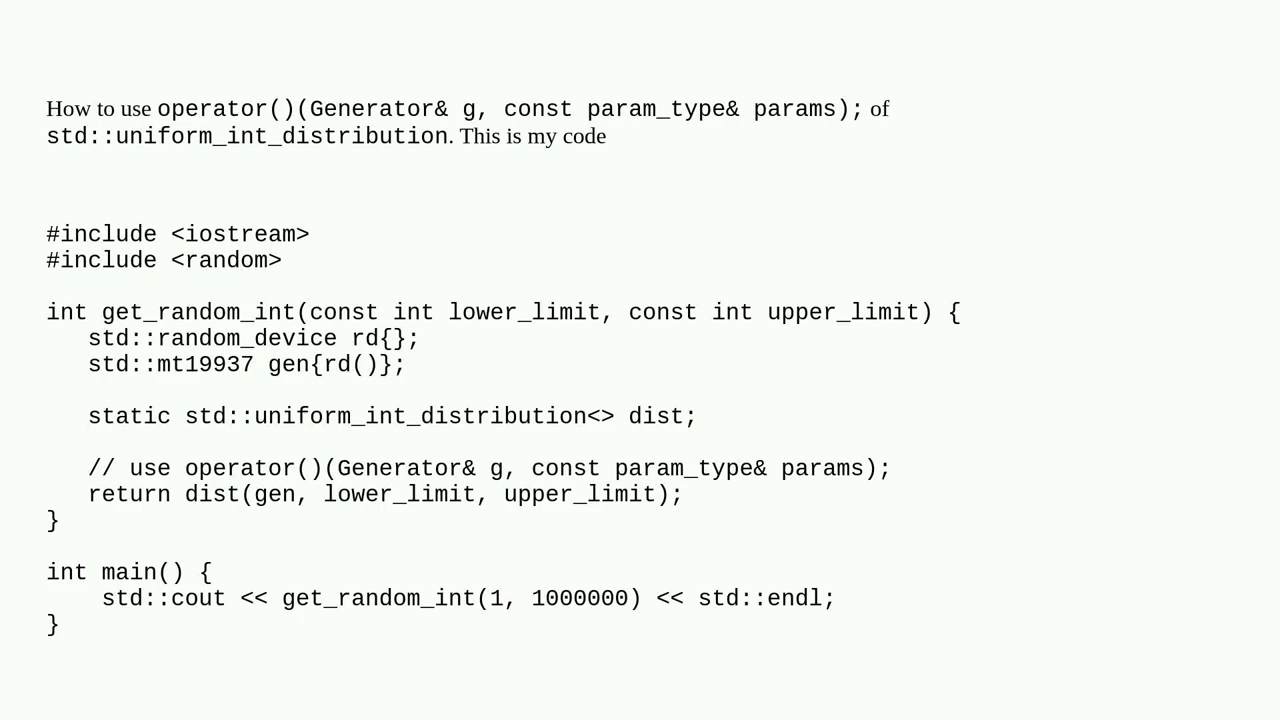 How to use operator()(Generator& g, const param_type& params); of
std::uniform_int_distribution. This is my code
#include <iostream>
#include <random>
int get_random_int(const int lower_limit, const int upper_limit) {
   std::random_device rd{};
   std::mt19937 gen{rd()};
   static std::uniform_int_distribution<> dist;
   // use operator()(Generator& g, const param_type& params);
   return dist(gen, lower_limit, upper_limit);
}
int main() {
    std::cout << get_random_int(1, 1000000) << std::endl;
}